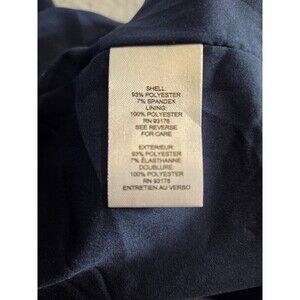 SHELL:
93% POLYESTER
7% SPANDEX
LINING:
100% POLYESTER
RN 93176
SEE REVERSE
FOR CARE
EXTERIEUR:
93% POLYESTER
7% ÉLASTHANNE
DOUBLURE:
100% POLYESTER
RN 93176
ENTRETIEN AU VERSO